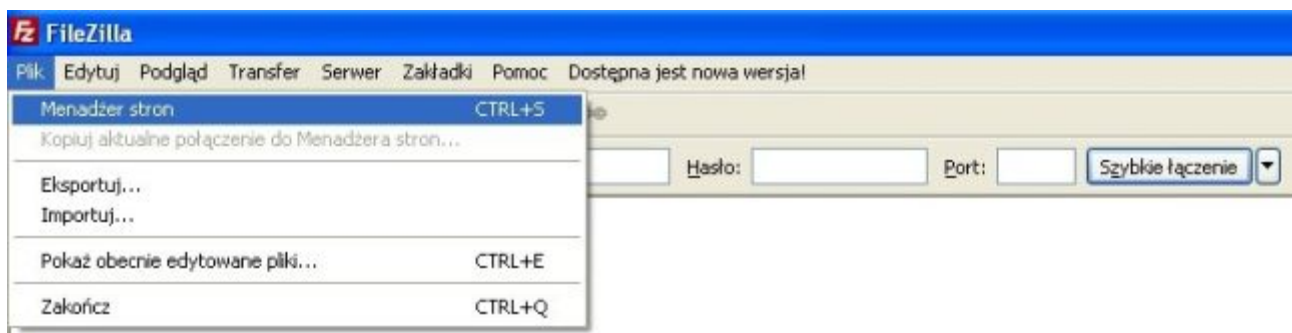 Fz FileZilla
Plik Edytuj Podgląd Transfer Serwer Zakładki Pomoc Dostępna jest nowa wersja!
Menadżer stron CTRL+S
Kopiuj aktualne połączenie do Menadżera stron...
Hasło: Port: Szybkie łączenie
Eksportuj...
Importuj...
Pokaż obecnie edytowane pliki... CTRL+E
Zakończ CTRL+Q